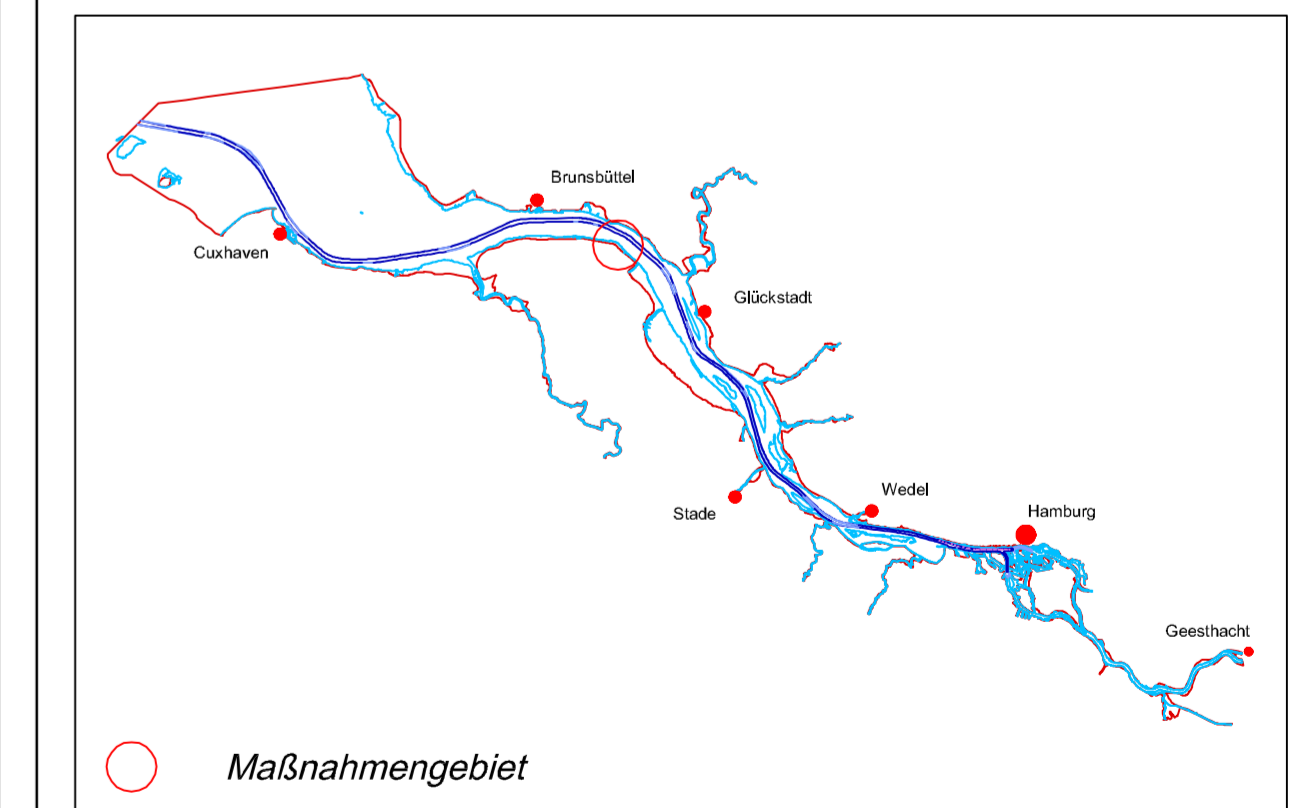 Brunsbüttel
Cuxhaven
Glückstadt
Wedel
Stade
Hamburg
Geesthacht
Maßnahmengebiet